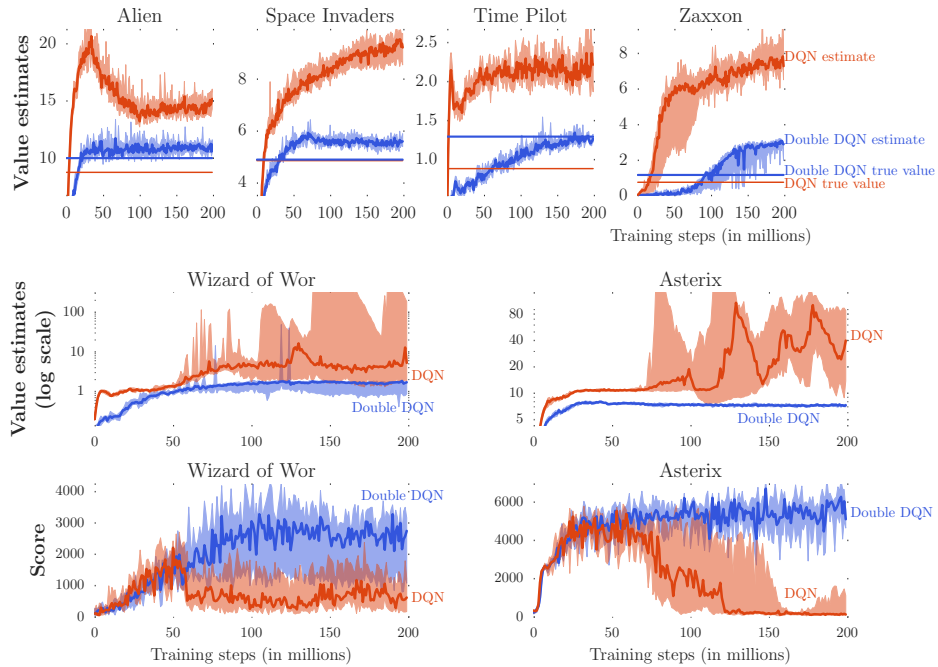 Alien
Space Invaders
Time Pilot
Zaxxon
Value estimates
20
15
10
0 50 100 150 200
8
6
4
0 50 100 150 200
2.5
2.0
1.5
1.0
0 50 100 150 200
8
6
4
2
0
0 50 100 150 200
DQN estimate
Double DQN estimate
Double DQN true value
DQN true value
Training steps (in millions)
Wizard of Wor
Asterix
Value estimates
(log scale)
100
10
1
0 50 100 150 200
DQN
Double DQN
80
40
20
10
5
0 50 100 150 200
DQN
Double DQN
Wizard of Wor
Asterix
Score
4000
3000
2000
1000
0
0 50 100 150 200
Double DQN
DQN
Training steps (in millions)
6000
4000
2000
0
0 50 100 150 200
Double DQN
DQN
Training steps (in millions)